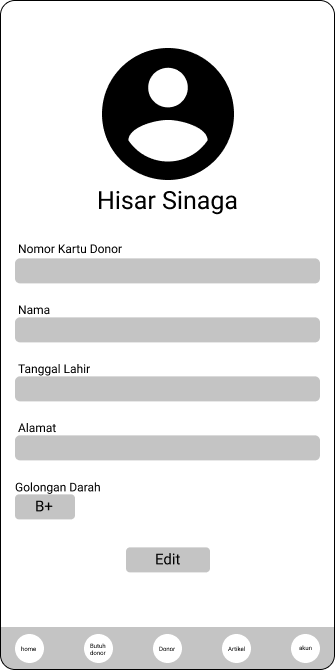 Hisar Sinaga
Nomor Kartu Donor
Nama
Tanggal Lahir
Alamat
Golongan Darah
B+
Edit
home
Butuh
donor
Donor
Artikel
akun